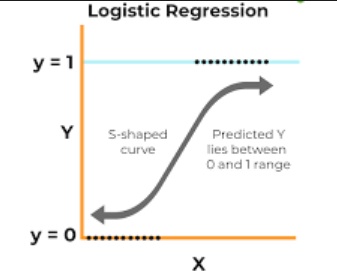 Logistic Regression
y = 1
Y
S-shaped
curve
Predicted Y
lies between
0 and 1 range
y = 0
X